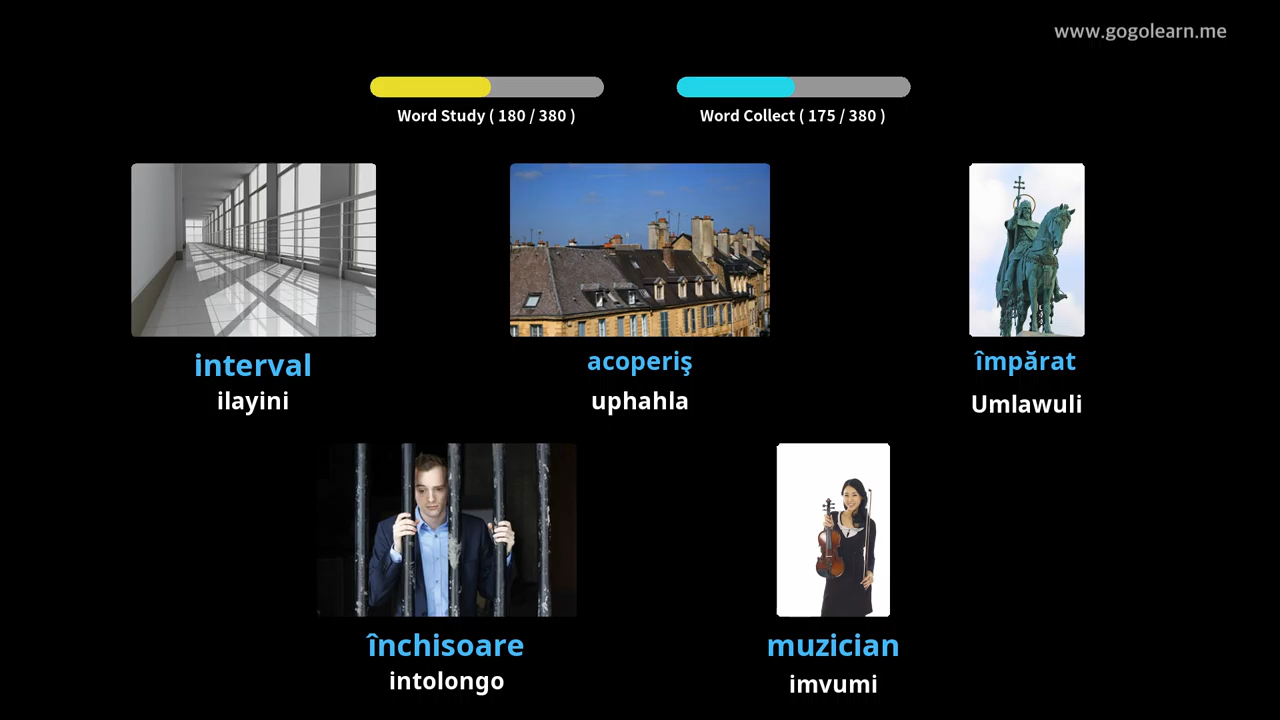 www.gogolearn.me
Word Study ( 180 / 380 )
Word Collect ( 175 / 380 )
interval
ilayini
acoperiş
uphahla
împărat
Umlawuli
închisoare
intolongo
muzician
imvumi